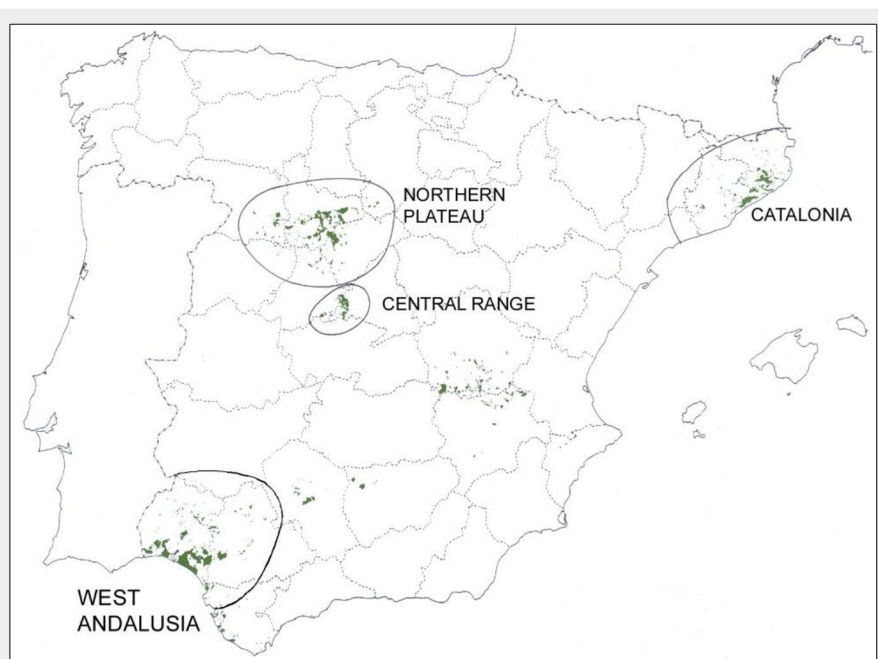 NORTHERN
PLATEAU
CATALONIA
CENTRAL RANGE
WEST
ANDALUSIA